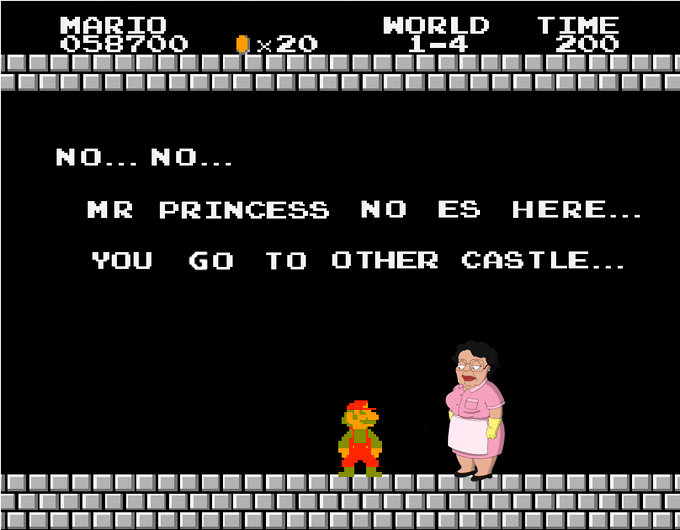 MARIO WORLD TIME
058700 ×20 1-4 200
NO... NO...
MR PRINCESS NO ES HERE...
YOU GO TO OTHER CASTLE...